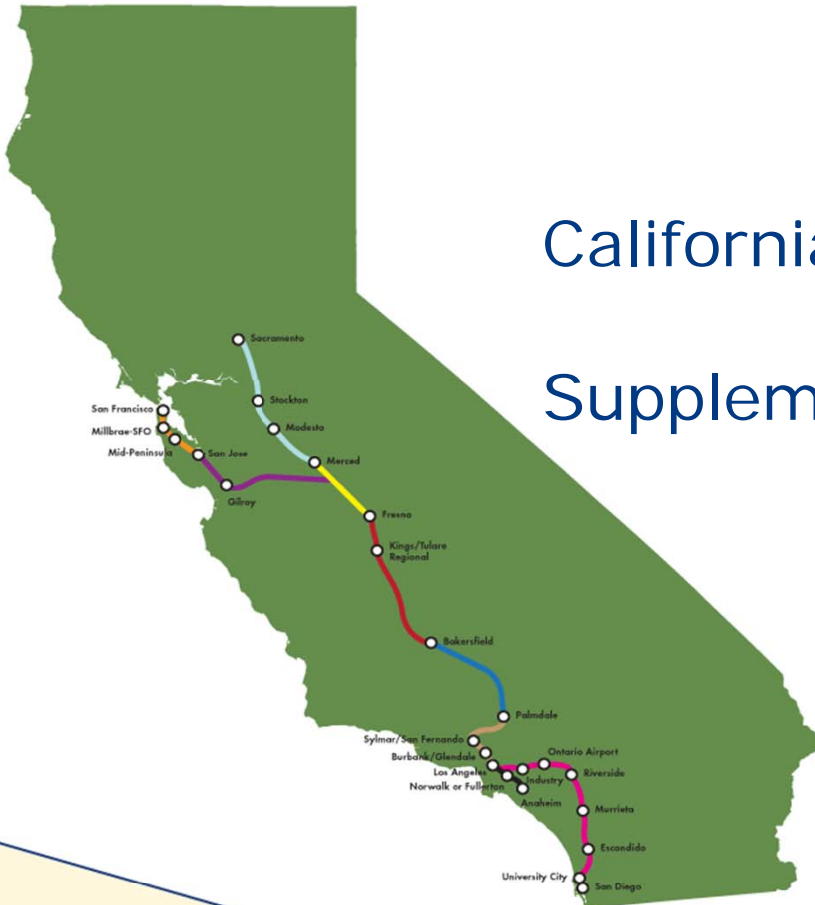 California
Supplem
Sacramento
Stockton
San Francisco
Modesto
Millbrae-SFO
Mid-Peninsula
San Jose
Merced
Gilroy
Fresno
Kings/Tulare
Regional
Bakersfield
Palmdale
Sylmar/San Fernando
Ontario Airport
Burbank/Glendale
Los Angeles
Industry
Riverside
Norwalk or Fullerton
Anaheim
Murrieta
Escondido
University City
San Diego